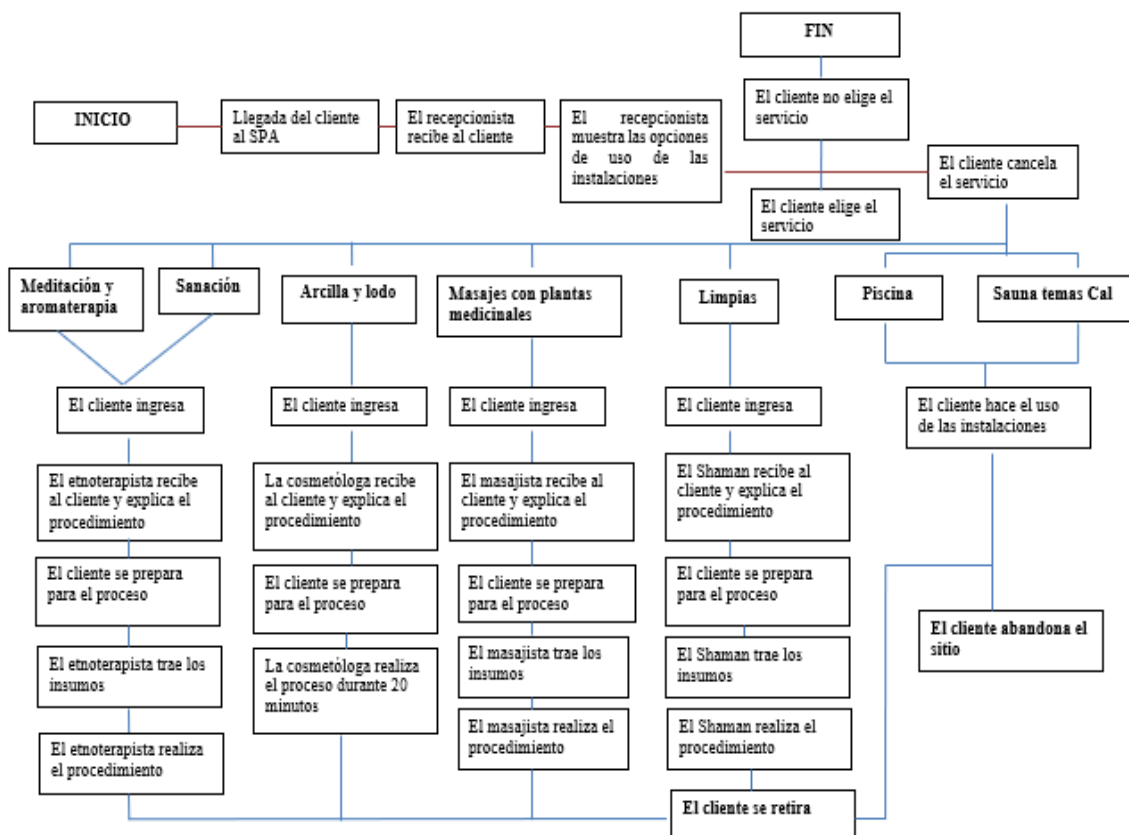 FIN
El cliente no elige el
servicio
INICIO
Llegada del cliente
al SPA
El recepcionista
recibe al cliente
El recepcionista
muestra las opciones
de uso de las
instalaciones
El cliente cancela
el servicio
El cliente elige el
servicio
Meditación y
aromaterapia
Sanación
Arcilla y lodo
Masajes con plantas
medicinales
Limpias
Piscina
Sauna temas Cal
El cliente ingresa
El cliente ingresa
El cliente ingresa
El cliente ingresa
El cliente hace el uso
de las instalaciones
El etnoterapista recibe
al cliente y explica el
procedimiento
La cosmetóloga recibe
al cliente y explica el
procedimiento
El masajista recibe al
cliente y explica el
procedimiento
El Shaman recibe al
cliente y explica el
procedimiento
El cliente se prepara
para el proceso
El cliente se prepara
para el proceso
El cliente se prepara
para el proceso
El cliente se prepara
para el proceso
El cliente abandona el
sitio
El etnoterapista trae los
insumos
La cosmetóloga realiza
el proceso durante 20
minutos
El masajista trae los
insumos
El Shaman trae los
insumos
El etnoterapista realiza
el procedimiento
El masajista realiza el
procedimiento
El Shaman realiza el
procedimiento
El cliente se retira